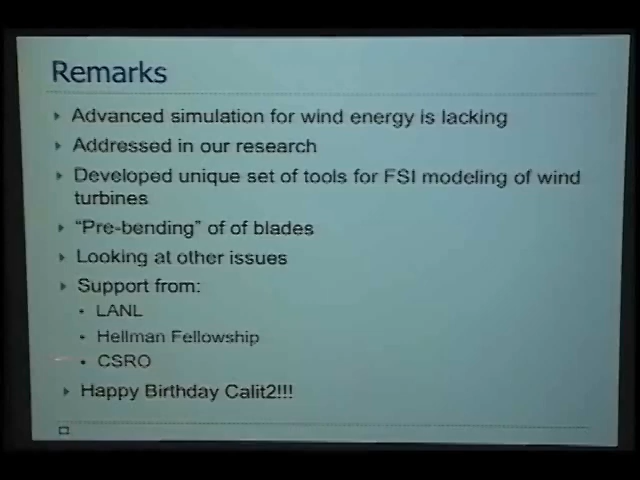 Remarks
Advanced simulation for wind energy is lacking
Addressed in our research
Developed unique set of tools for FSI modeling of wind
turbines
“Pre-bending” of of blades
Looking at other issues
Support from:
LANL
Hellman Fellowship
CSRO
Happy Birthday Calit2!!!